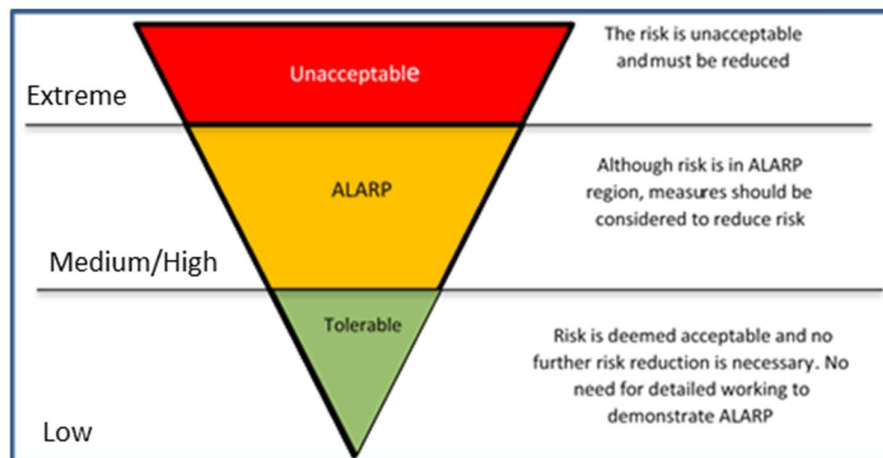 The risk is unacceptable
and must be reduced
Unacceptable
Extreme
Although risk is in ALARP
region, measures should be
considered to reduce risk
ALARP
Medium/High
Tolerable
Risk is deemed acceptable and no
further risk reduction is necessary. No
need for detailed working to
demonstrate ALARP
Low